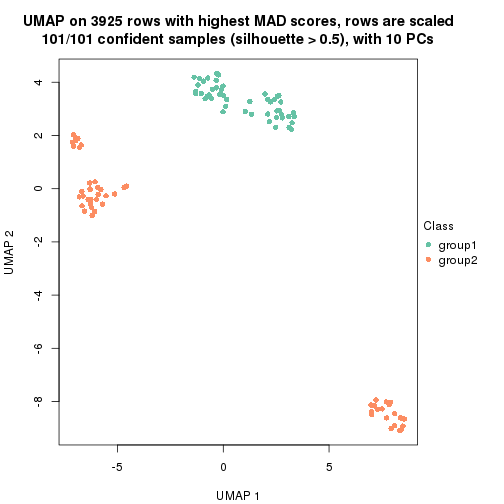 UMAP on 3925 rows with highest MAD scores, rows are scaled
101/101 confident samples (silhouette > 0.5), with 10 PCs
4
2
0
-2
-4
-6
-8
UMAP 2
Class
group1
group2
-5
0
5
UMAP 1